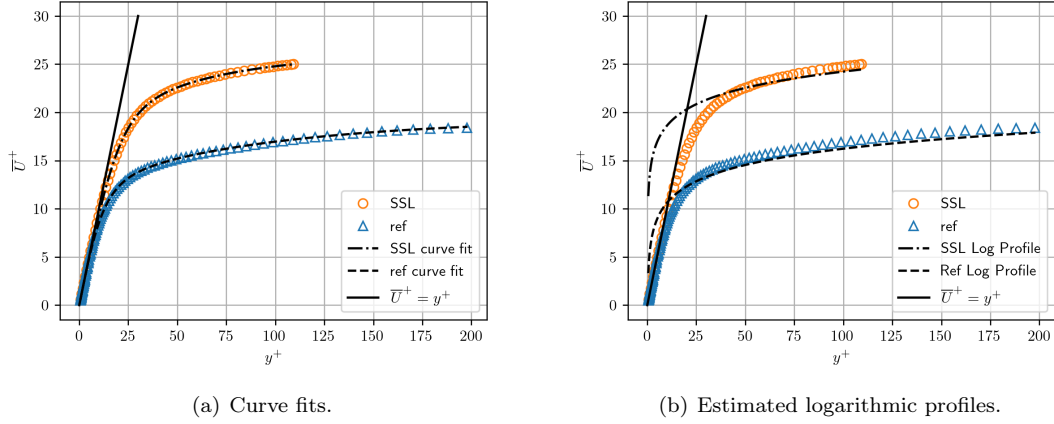 30
25
20
15
10
5
0
U̅⁺
SSL
ref
SSL curve fit
ref curve fit
U̅⁺ = y⁺
0 25 50 75 100 125 150 175 200
y⁺
(a) Curve fits.
30
25
20
15
10
5
0
U̅⁺
SSL
ref
SSL Log Profile
Ref Log Profile
U̅⁺ = y⁺
0 25 50 75 100 125 150 175 200
y⁺
(b) Estimated logarithmic profiles.